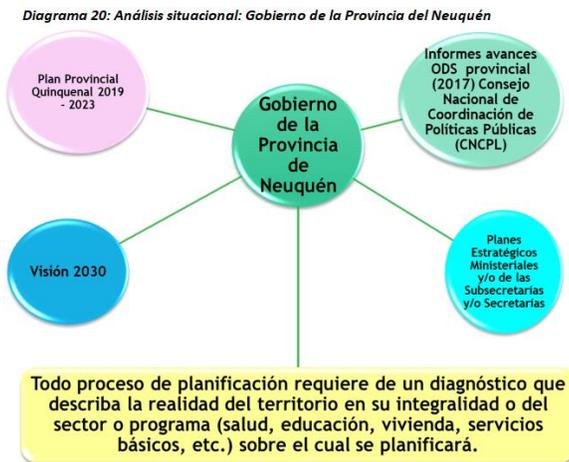 Diagrama 20: Análisis situacional: Gobierno de la Provincia del Neuquén
Plan Provincial
Quinquenal 2019
- 2023
Gobierno
de la
Provincia
de
Neuquén
Informes avances
ODS provincial
(2017) Consejo
Nacional de
Coordinación de
Políticas Públicas
(CNCPL)
Visión 2030
Planes
Estratégicos
Ministeriales
y/o de las
Subsecretarías
y/o Secretarías
Todo proceso de planificación requiere de un diagnóstico que
describa la realidad del territorio en su integralidad o del
sector o programa (salud, educación, vivienda, servicios
básicos, etc.) sobre el cual se planificará.